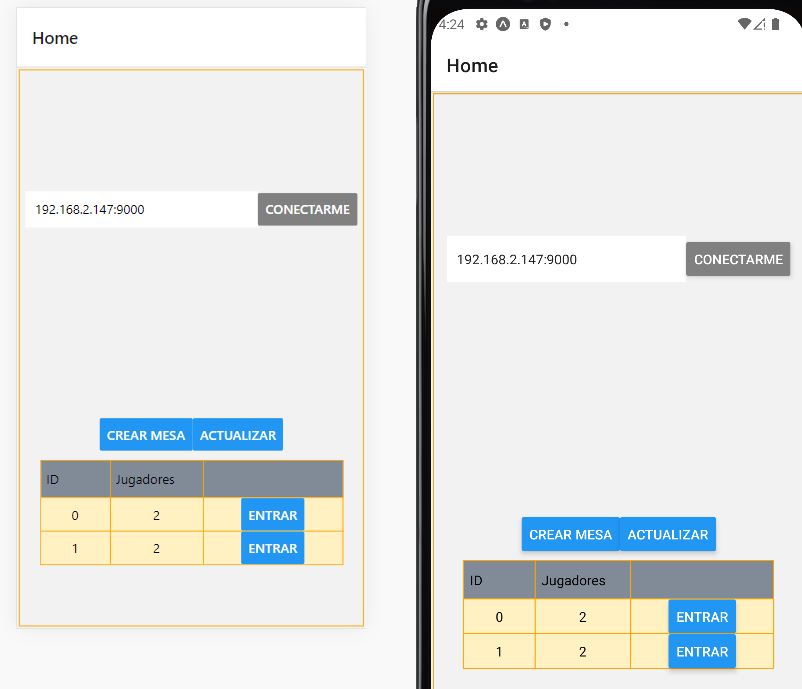 Home
192.168.2.147:9000 CONECTARME
CREAR MESA ACTUALIZAR
ID Jugadores
0 2 ENTRAR
1 2 ENTRAR
4:24
Home
192.168.2.147:9000 CONECTARME
CREAR MESA ACTUALIZAR
ID Jugadores
0 2 ENTRAR
1 2 ENTRAR